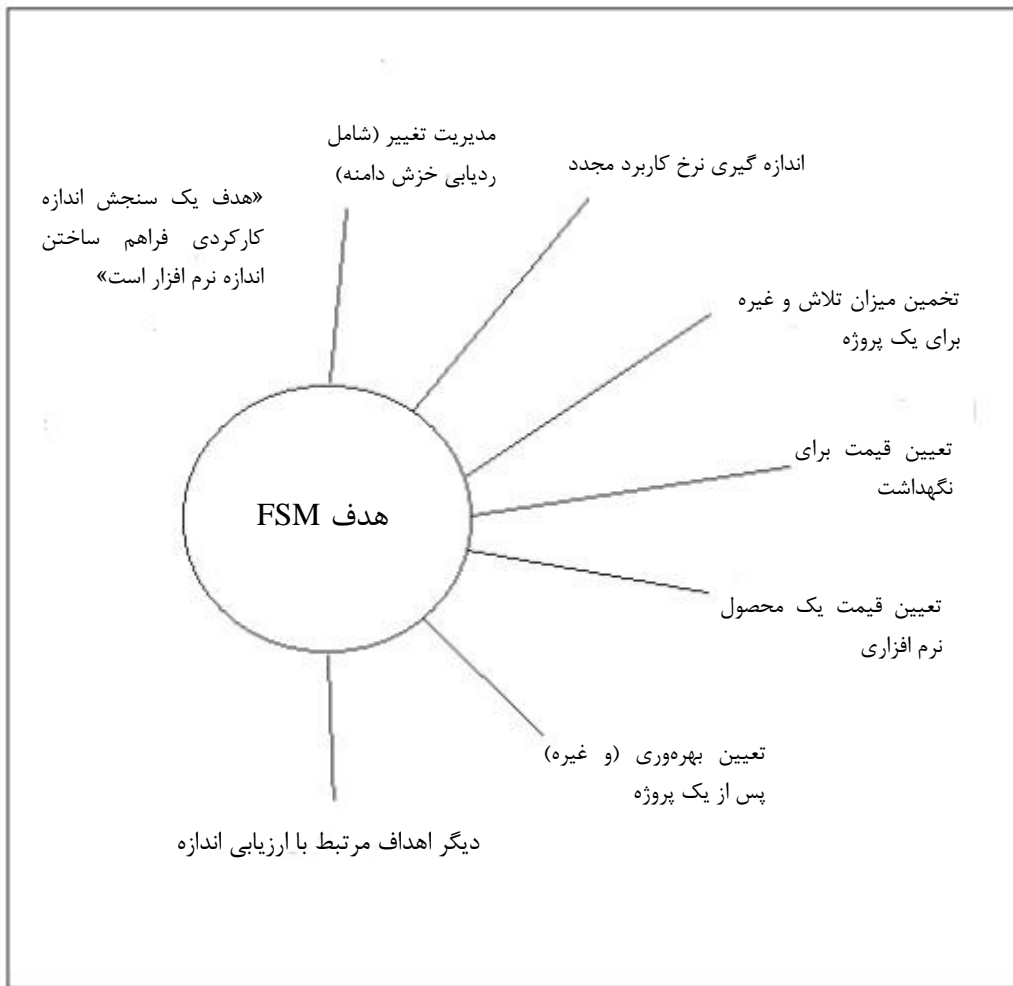 مدیریت تغییر (شامل
ردیابی خزش دامنه)
اندازه گیری نرخ کاربرد مجدد
«هدف یک سنجش اندازه
کارکردی فراهم ساختن
اندازه نرم افزار است»
تخمین میزان تلاش و غیره
برای یک پروژه
تعیین قیمت برای
نگهداشت
هدف FSM
تعیین قیمت یک محصول
نرم افزاری
تعیین بهره‌وری (و غیره)
پس از یک پروژه
دیگر اهداف مرتبط با ارزیابی اندازه